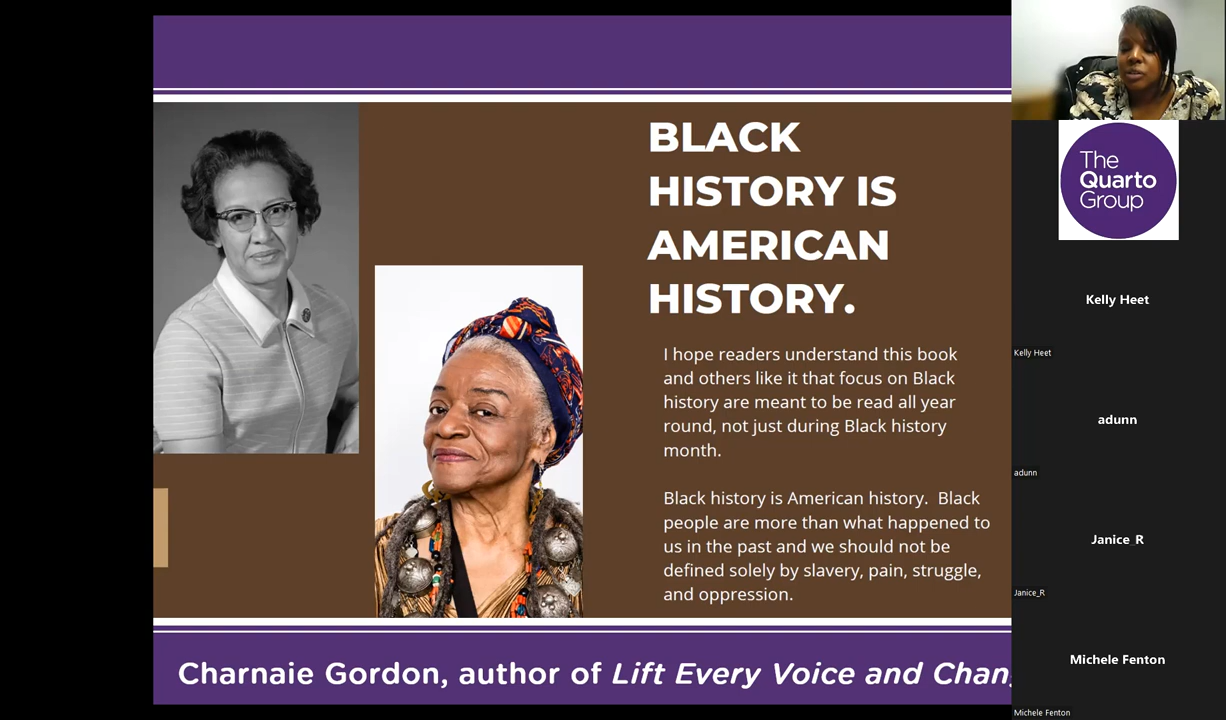 BLACK
HISTORY IS
AMERICAN
HISTORY.
I hope readers understand this book
and others like it that focus on Black
history are meant to be read all year
round, not just during Black history
month.
Black history is American history.  Black
people are more than what happened to
us in the past and we should not be
defined solely by slavery, pain, struggle,
and oppression.
Charnaie Gordon, author of Lift Every Voice and Chan
The
Quarto
Group
Kelly Heet
Kelly Heet
adunn
adunn
Janice_R
Janice_R
Michele Fenton
Michele Fenton